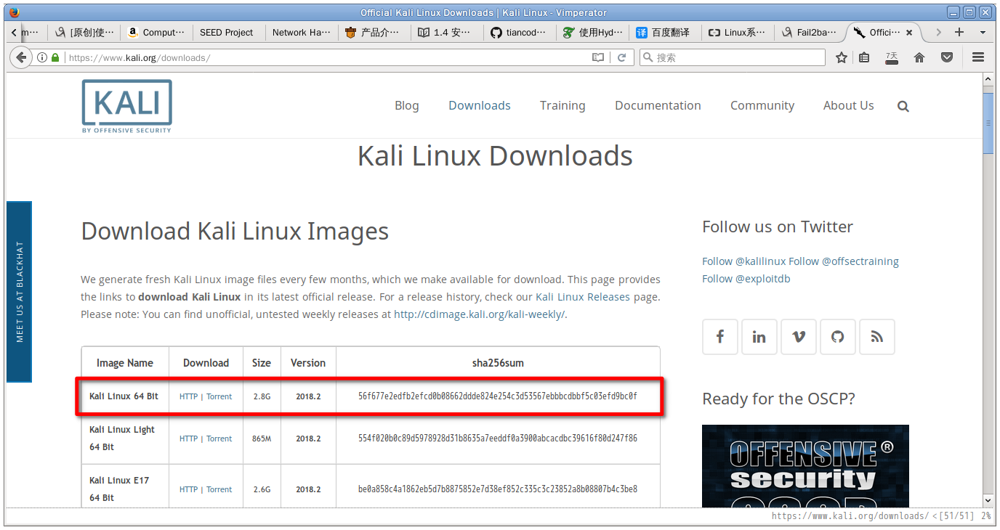 Official Kali Linux Downloads | Kali Linux - Vimperator
m··· [原创]使··· Comput··· SEED Project Network Ha··· 产品介··· 1.4 安··· tiancod··· 使用Hyd··· 百度翻译 Linux系··· Fail2ba··· Offici···
https://www.kali.org/downloads/ 搜索 7天
KALI
BY OFFENSIVE SECURITY
Blog Downloads Training Documentation Community About Us
Kali Linux Downloads
MEET US AT BLACKHAT
Download Kali Linux Images
We generate fresh Kali Linux image files every few months, which we make available for download. This page provides
the links to download Kali Linux in its latest official release. For a release history, check our Kali Linux Releases page.
Please note: You can find unofficial, untested weekly releases at http://cdimage.kali.org/kali-weekly/.
Image Name Download Size Version sha256sum
Kali Linux 64 Bit HTTP | Torrent 2.8G 2018.2 56f677e2edfb2efcd0b08662ddde824e254c3d53567ebbbcdbbf5c03efd9bc0f
Kali Linux Light
64 Bit
HTTP | Torrent 865M 2018.2 554f020b0c89d5978928d31b8635a7eeddf0a3900abcacdbc39616f80d247f86
Kali Linux E17
64 Bit
HTTP | Torrent 2.6G 2018.2 be0a858c4a1862eb5d7b8875852e7d38ef852c335c3c23852a8b08807b4c3be8
Follow us on Twitter
Follow @kalilinux Follow @offsectraining
Follow @exploitdb
Ready for the OSCP?
OFFENSIVE®
security
OSCP
https://www.kali.org/downloads/ <[51/51] 2%